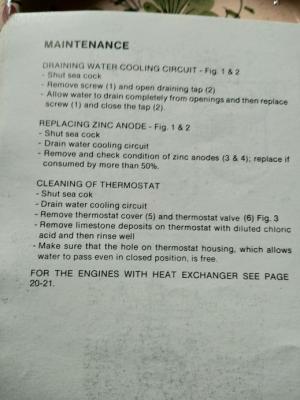 MAINTENANCE
DRAINING WATER COOLING CIRCUIT - Fig. 1 & 2
- Shut sea cock
- Remove screw (1) and open draining tap (2)
- Allow water to drain completely from openings and then replace
screw (1) and close the tap (2).
REPLACING ZINC ANODE - Fig. 1 & 2
- Shut sea cock
- Drain water cooling circuit
- Remove and check condition of zinc anodes (3 & 4); replace if
consumed by more than 50%.
CLEANING OF THERMOSTAT
- Shut sea cok
- Drain water cooling circuit
- Remove thermostat cover (5) and thermostat valve (6) Fig. 3
- Remove limestone deposits on thermostat with diluted chloric
acid and then rinse well
- Make sure that the hole on thermostat housing, which allows
water to pass even in closed position, is free.
FOR THE ENGINES WITH HEAT EXCHANGER SEE PAGE
20-21.